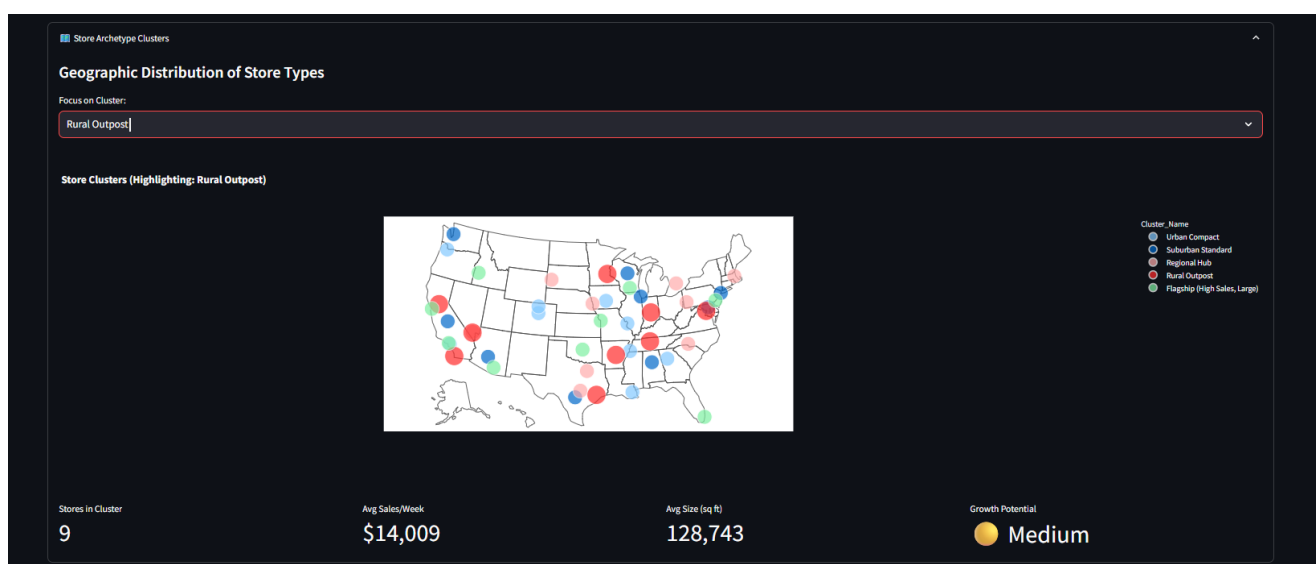 Store Archetype Clusters
Geographic Distribution of Store Types
Focus on Cluster:
Rural Outpost
Store Clusters (Highlighting: Rural Outpost)
Cluster_Name
Urban Compact
Suburban Standard
Regional Hub
Rural Outpost
Flagship (High Sales, Large)
Stores in Cluster
9
Avg Sales/Week
$14,009
Avg Size (sq ft)
128,743
Growth Potential
Medium